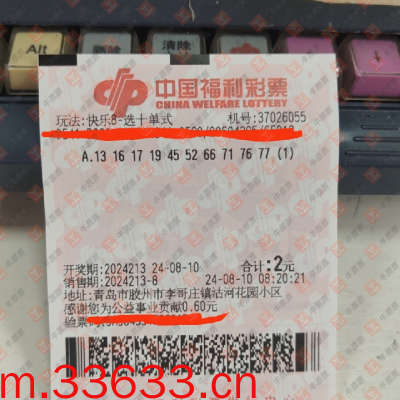 Alt
清除
中国福利彩票
CHINA WELFARE LOTTERY
玩法:快乐8-选十单式 机号:37026055
A.13 16 17 19 45 52 66 71 76 77 (1)
开奖期:2024213 24-08-10 合计:2元
销售期:2024213-8 24-08-10 08:20:21
地址:青岛市胶州市李哥庄镇沽河花园小区
感谢您为公益事业贡献0.60元
验票码:
m.33633.cn